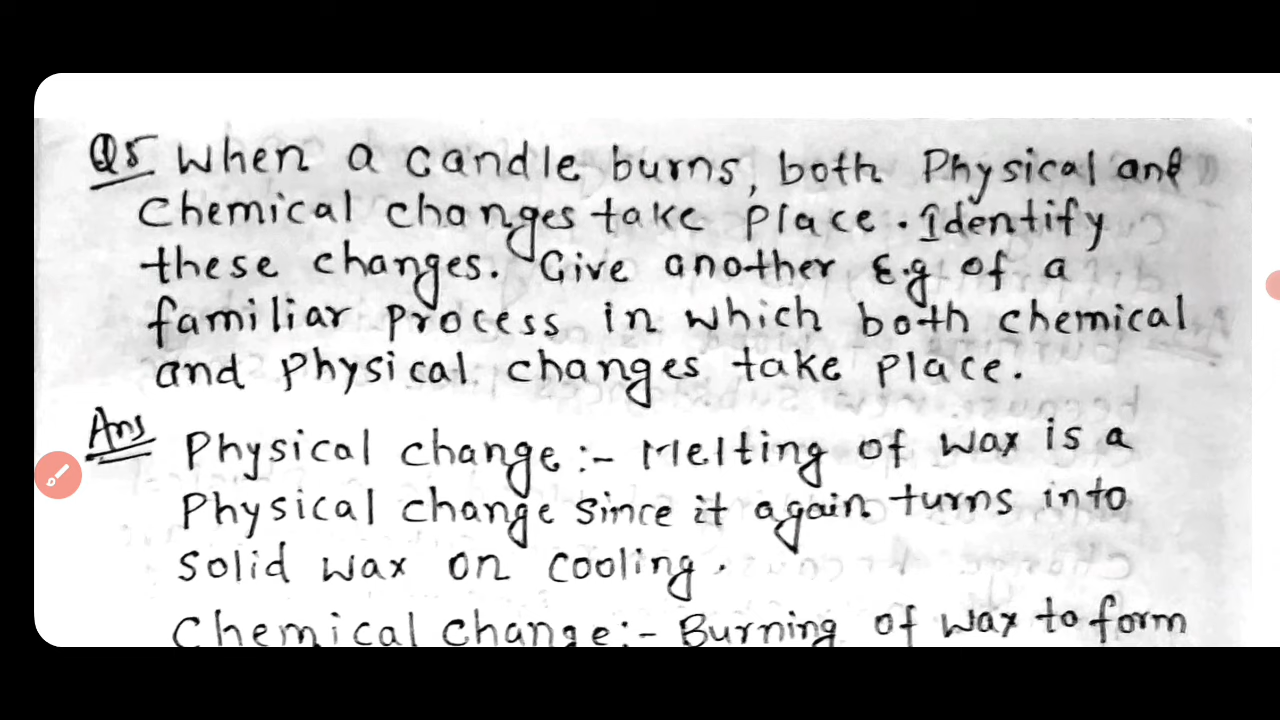 Q5 When a candle burns, both Physical and
Chemical changes take Place. Identify
these changes. Give another E.g of a
familiar Process in which both chemical
and Physical changes take Place.
Ans Physical change :- Melting of wax is a
Physical change since it again turns into
solid wax on cooling.
Chemical change:- Burning of wax to form